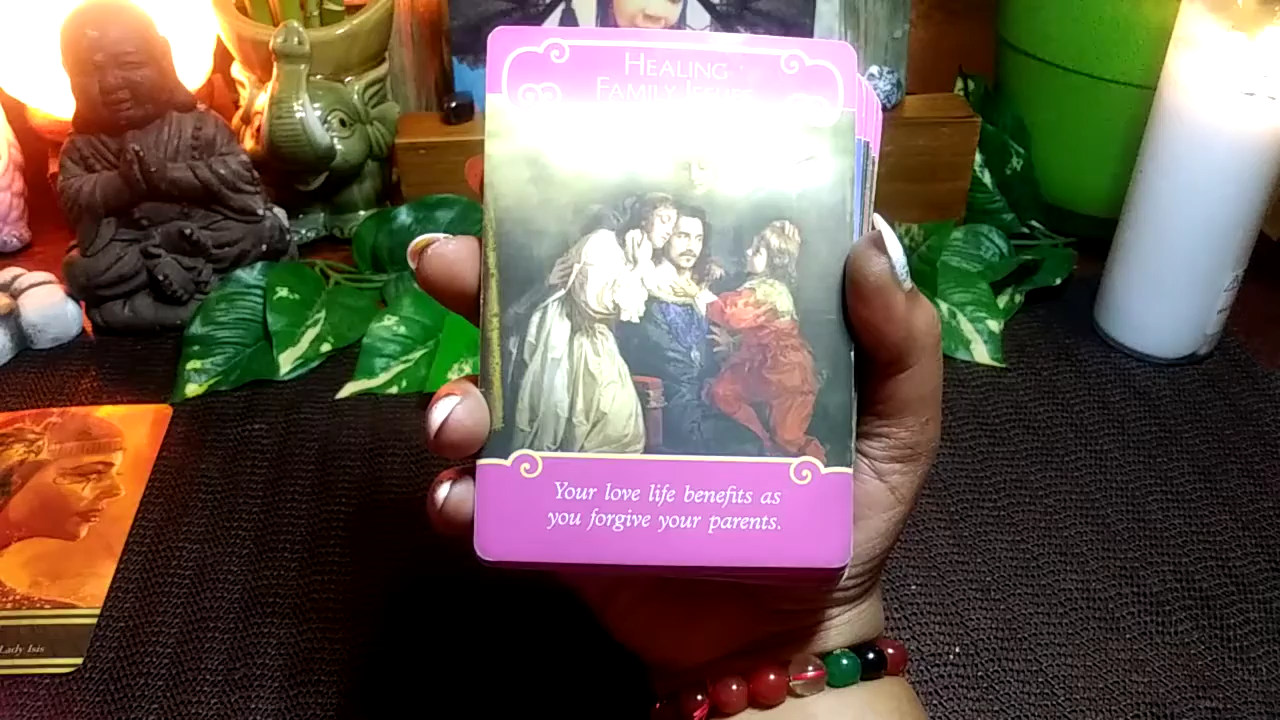 HEALING
FAMILY ISSUES
Your love life benefits as
you forgive your parents.
Lady Isis